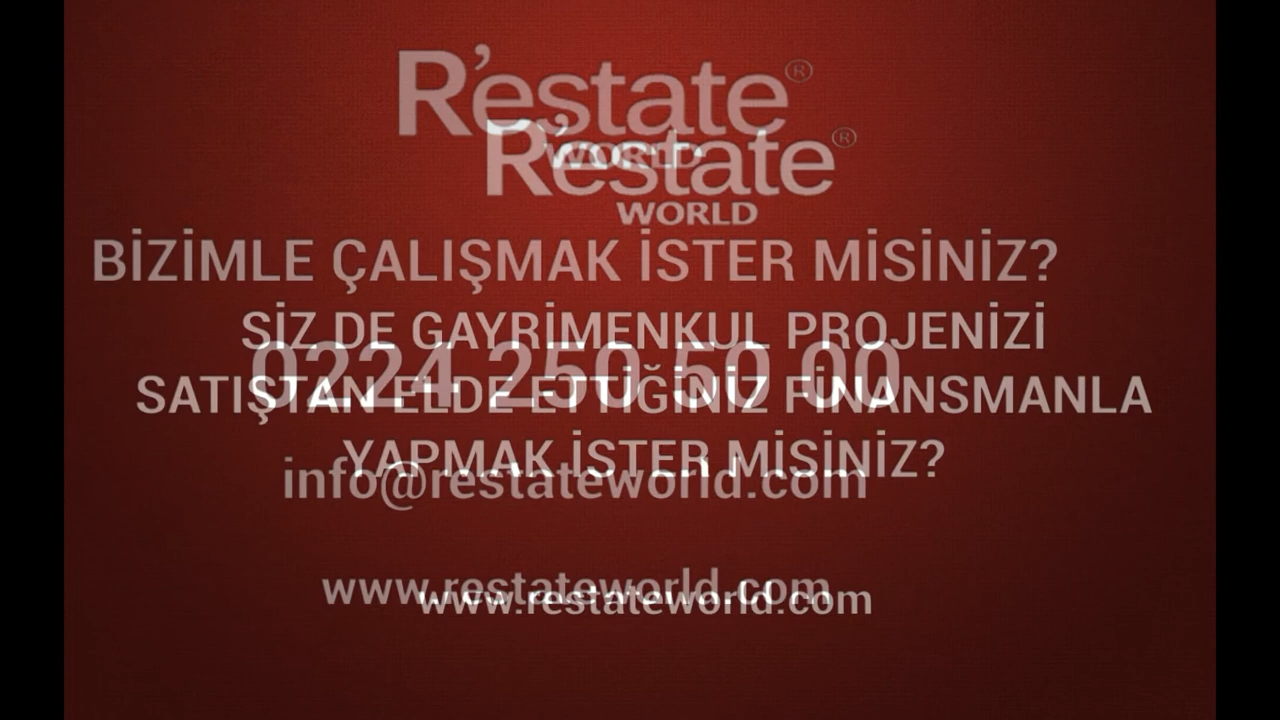 R'estate®
WORLD
R'estate®
WORLD
BİZİMLE ÇALIŞMAK İSTER MİSİNİZ?
SİZ DE GAYRİMENKUL PROJENİZİ
0224 250 50 00
SATIŞTAN ELDE ETTİĞİNİZ FİNANSMANLA
YAPMAK İSTER MİSİNİZ?
info@restateworld.com
www.restateworld.com
www.restateworld.com